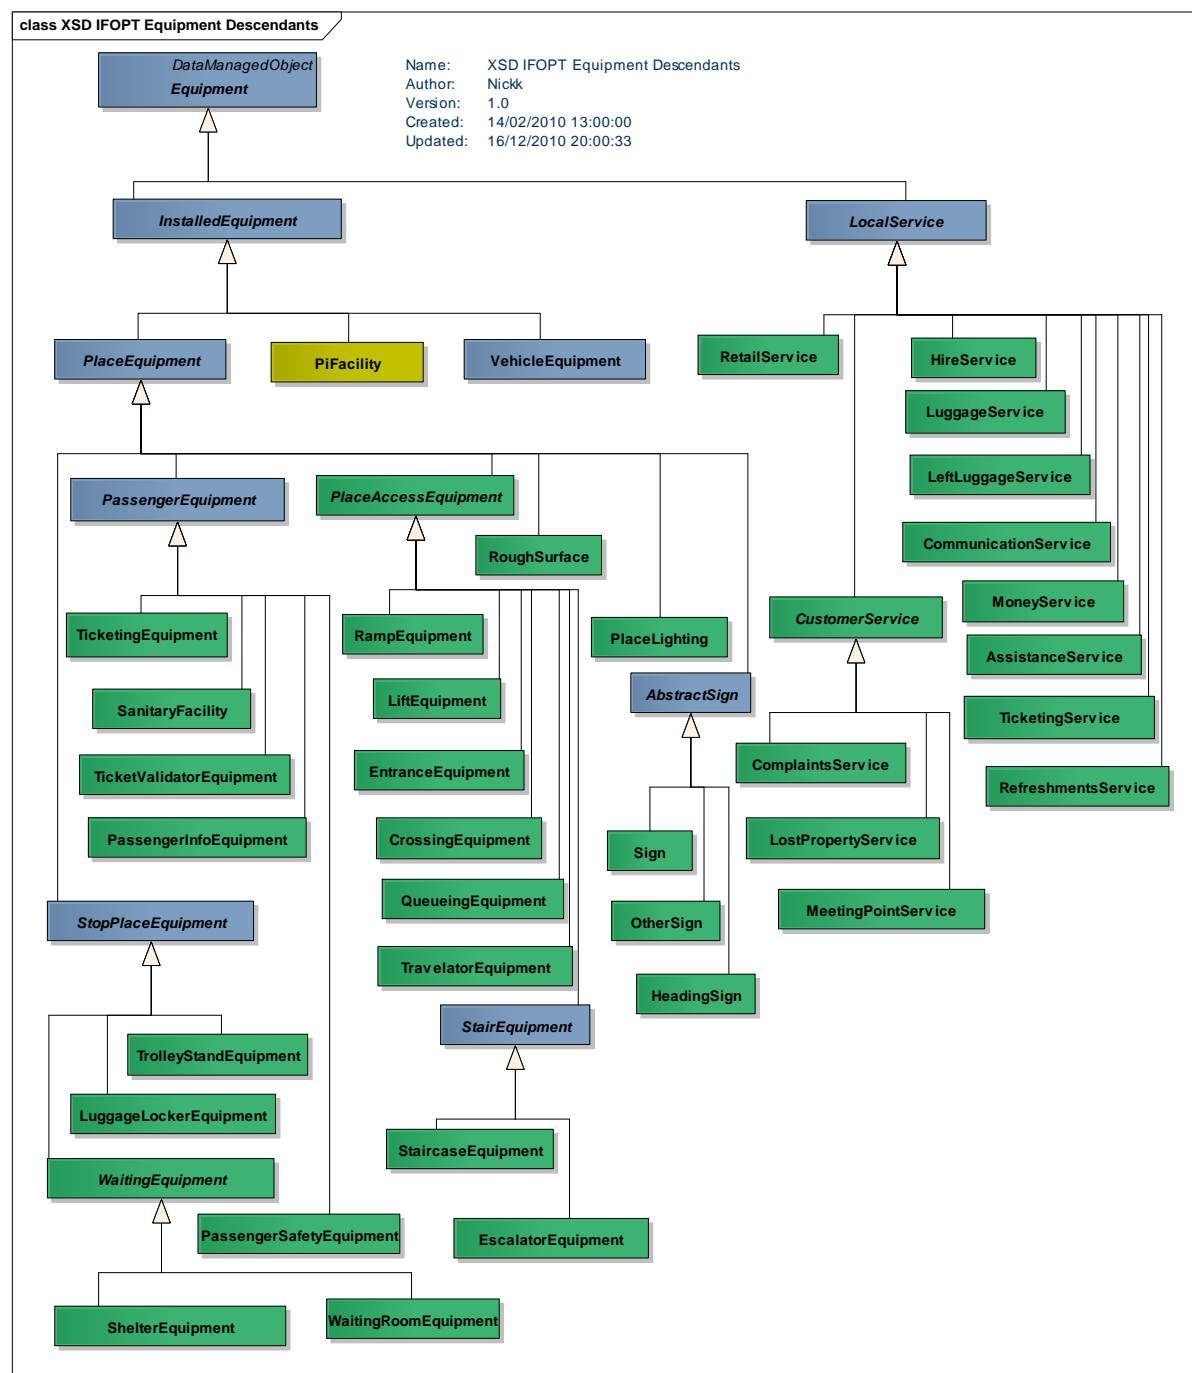 class XSD IFOPT Equipment Descendants
DataManagedObject
Equipment
Name: XSD IFOPT Equipment Descendants
Author: Nickk
Version: 1.0
Created: 14/02/2010 13:00:00
Updated: 16/12/2010 20:00:33
InstalledEquipment
LocalService
PlaceEquipment
PiFacility
VehicleEquipment
RetailService
HireService
LuggageService
LeftLuggageService
CommunicationService
MoneyService
CustomerService
AssistanceService
TicketingService
RefreshmentsService
ComplaintsService
LostPropertyService
MeetingPointService
PassengerEquipment
PlaceAccessEquipment
RoughSurface
TicketingEquipment
RampEquipment
PlaceLighting
SanitaryFacility
LiftEquipment
AbstractSign
TicketValidatorEquipment
EntranceEquipment
PassengerInfoEquipment
CrossingEquipment
Sign
StopPlaceEquipment
QueueingEquipment
OtherSign
TravelatorEquipment
HeadingSign
StairEquipment
TrolleyStandEquipment
LuggageLockerEquipment
StaircaseEquipment
WaitingEquipment
PassengerSafetyEquipment
EscalatorEquipment
ShelterEquipment
WaitingRoomEquipment